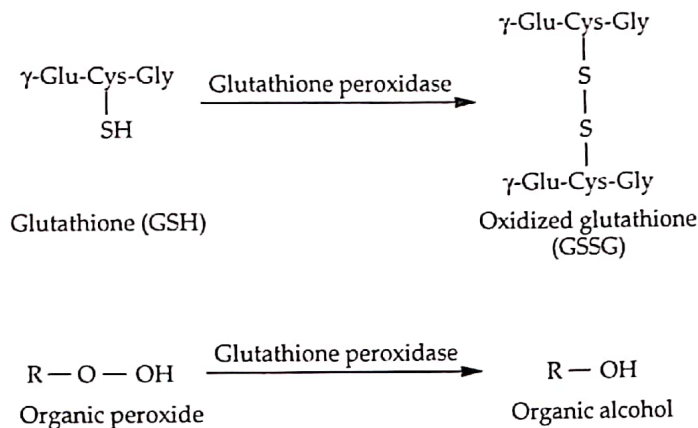 γ-Glu-Cys-Gly
SH
Glutathione (GSH)
Glutathione peroxidase
γ-Glu-Cys-Gly
S
S
γ-Glu-Cys-Gly
Oxidized glutathione
(GSSG)
R — O — OH
Organic peroxide
Glutathione peroxidase
R — OH
Organic alcohol